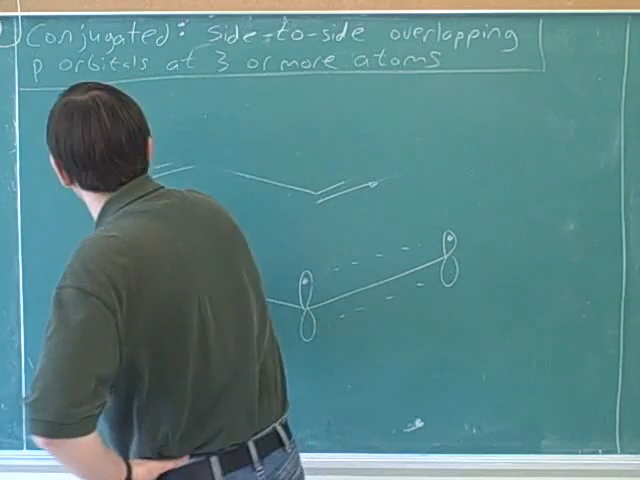 Conjugated: Side-to-side overlapping
p orbitals at 3 or more atoms